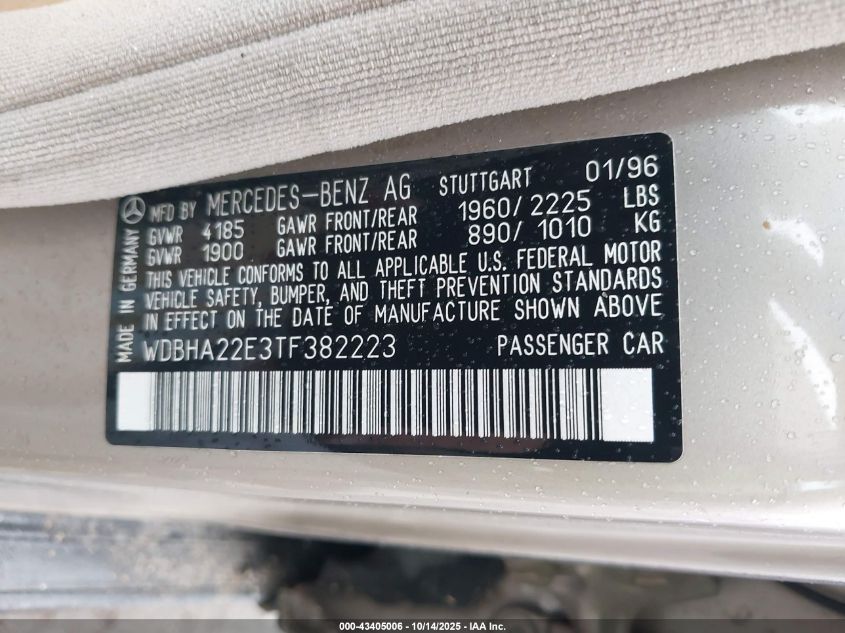 MADE IN GERMANY
MFD BY MERCEDES-BENZ AG STUTTGART 01/96
GVWR 4185 GAWR FRONT/REAR 1960/2225 LBS
GVWR 1900 GAWR FRONT/REAR 890/1010 KG
THIS VEHICLE CONFORMS TO ALL APPLICABLE U.S. FEDERAL MOTOR
VEHICLE SAFETY, BUMPER, AND THEFT PREVENTION STANDARDS
IN EFFECT ON THE DATE OF MANUFACTURE SHOWN ABOVE
WDBHA22E3TF382223 PASSENGER CAR
000-43405006 - 10/14/2025 - IAA Inc.